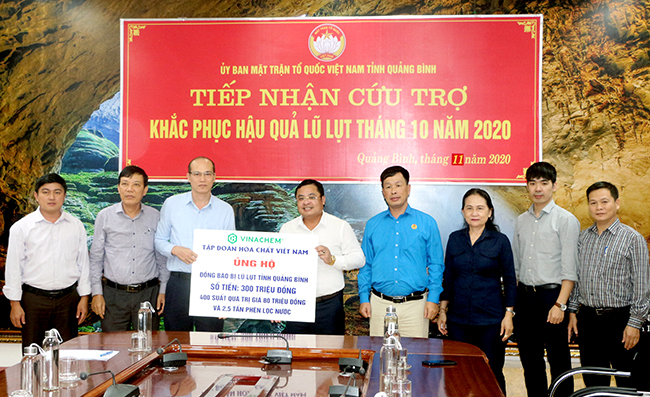 ỦY BAN MẶT TRẬN TỔ QUỐC VIỆT NAM TỈNH QUẢNG BÌNH
TIẾP NHẬN CỨU TRỢ
KHẮC PHỤC HẬU QUẢ LŨ LỤT THÁNG 10 NĂM 2020
Quảng Bình, tháng 11 năm 2020
VINACHEM
TẬP ĐOÀN HÓA CHẤT VIỆT NAM
ỦNG HỘ
ĐỒNG BÀO BỊ LŨ LỤT TỈNH QUẢNG BÌNH
SỐ TIỀN: 300 TRIỆU ĐỒNG
400 SUẤT QUÀ TRỊ GIÁ 80 TRIỆU ĐỒNG
VÀ 2,5 TẤN PHÈN LỌC NƯỚC